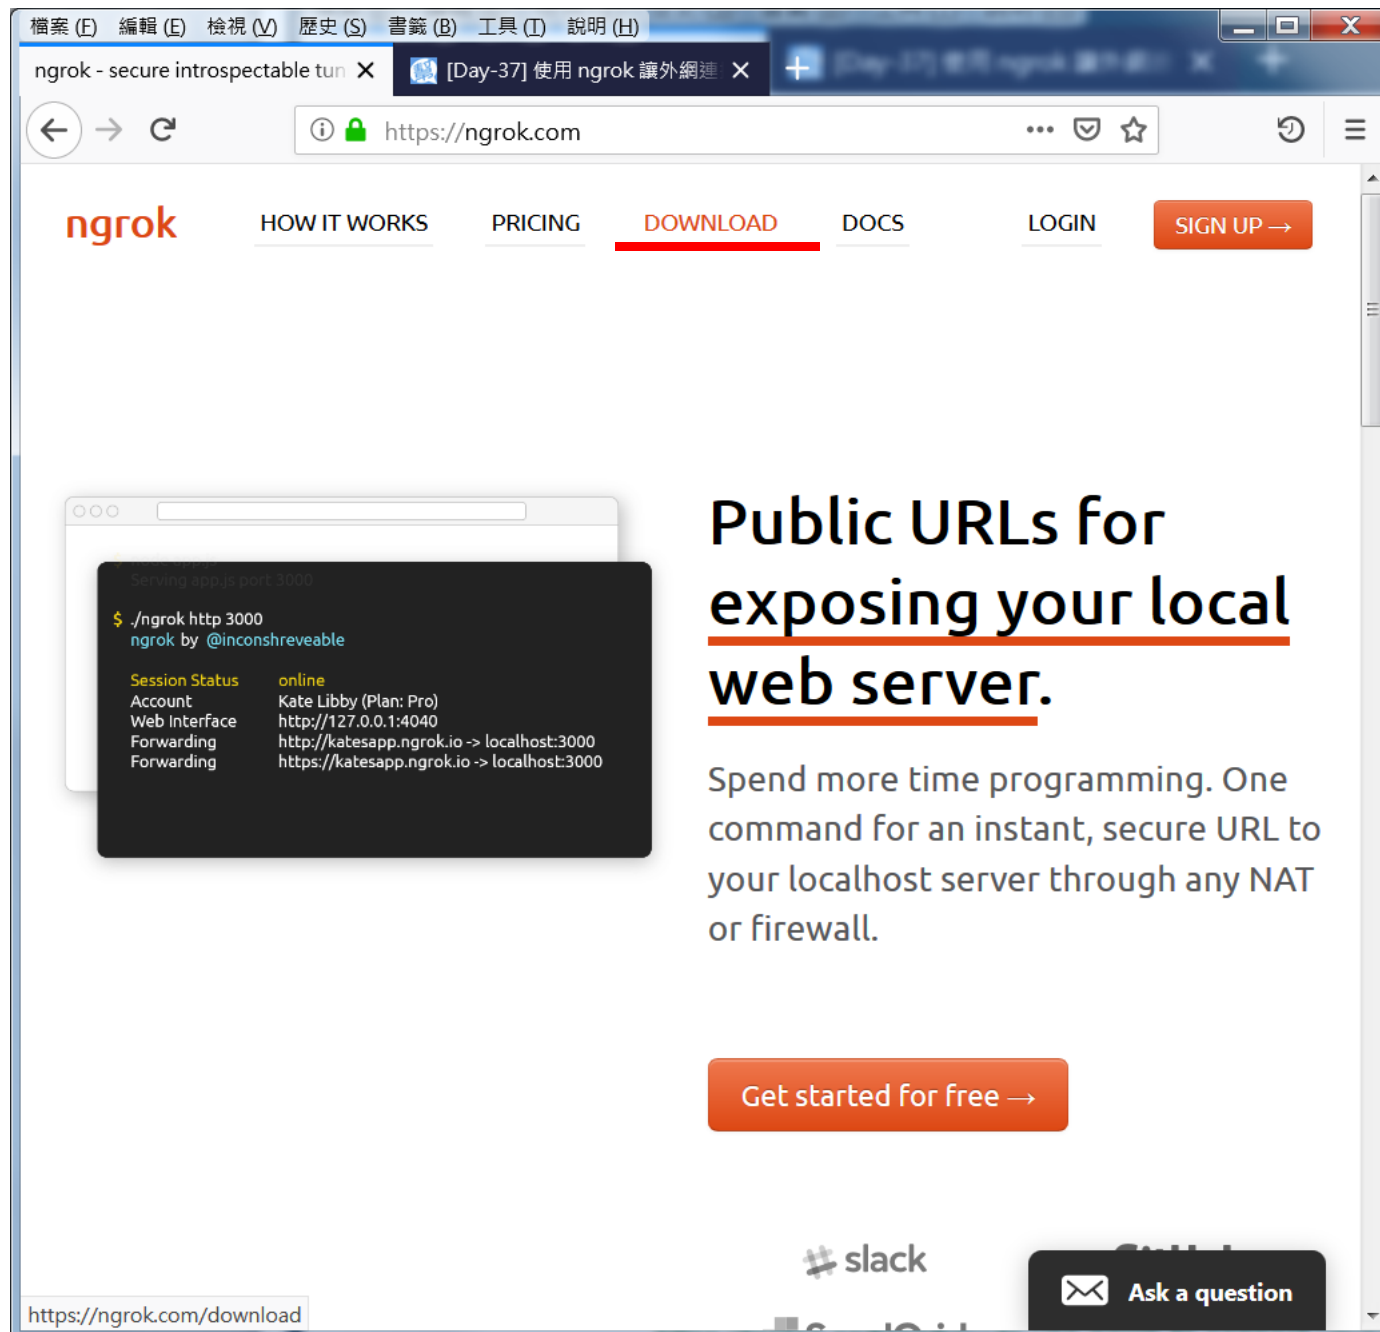 檔案 (F) 編輯 (E) 檢視 (V) 歷史 (S) 書籤 (B) 工具 (T) 說明 (H)
ngrok - secure introspectable tun
[Day-37] 使用 ngrok 讓外網連
https://ngrok.com
ngrok HOW IT WORKS PRICING DOWNLOAD DOCS LOGIN SIGN UP →
Serving app.js port 3000
$ ./ngrok http 3000
ngrok by @inconshreveable
Session Status online
Account Kate Libby (Plan: Pro)
Web Interface http://127.0.0.1:4040
Forwarding http://katesapp.ngrok.io -> localhost:3000
Forwarding https://katesapp.ngrok.io -> localhost:3000
Public URLs for
exposing your local
web server.
Spend more time programming. One
command for an instant, secure URL to
your localhost server through any NAT
or firewall.
Get started for free →
slack
Ask a question
https://ngrok.com/download